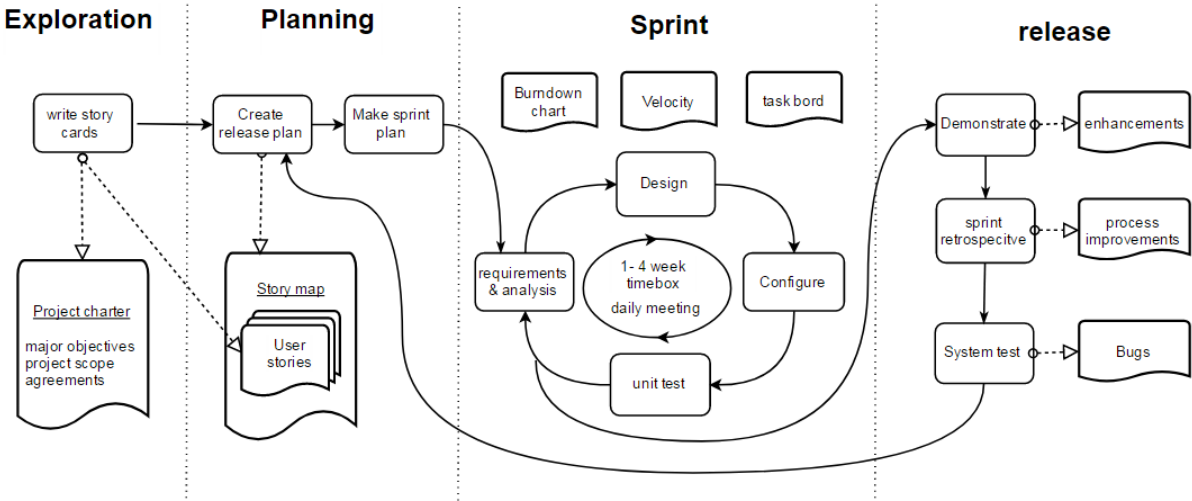 Exploration
Planning
Sprint
release
write story
cards
Create
release plan
Make sprint
plan
Burndown
chart
Velocity
task bord
Demonstrate
enhancements
Design
sprint
retrospecitve
process
improvements
requirements
& analysis
1- 4 week
timebox
daily meeting
Configure
Project charter
major objectives
project scope
agreements
Story map
User
stories
unit test
System test
Bugs